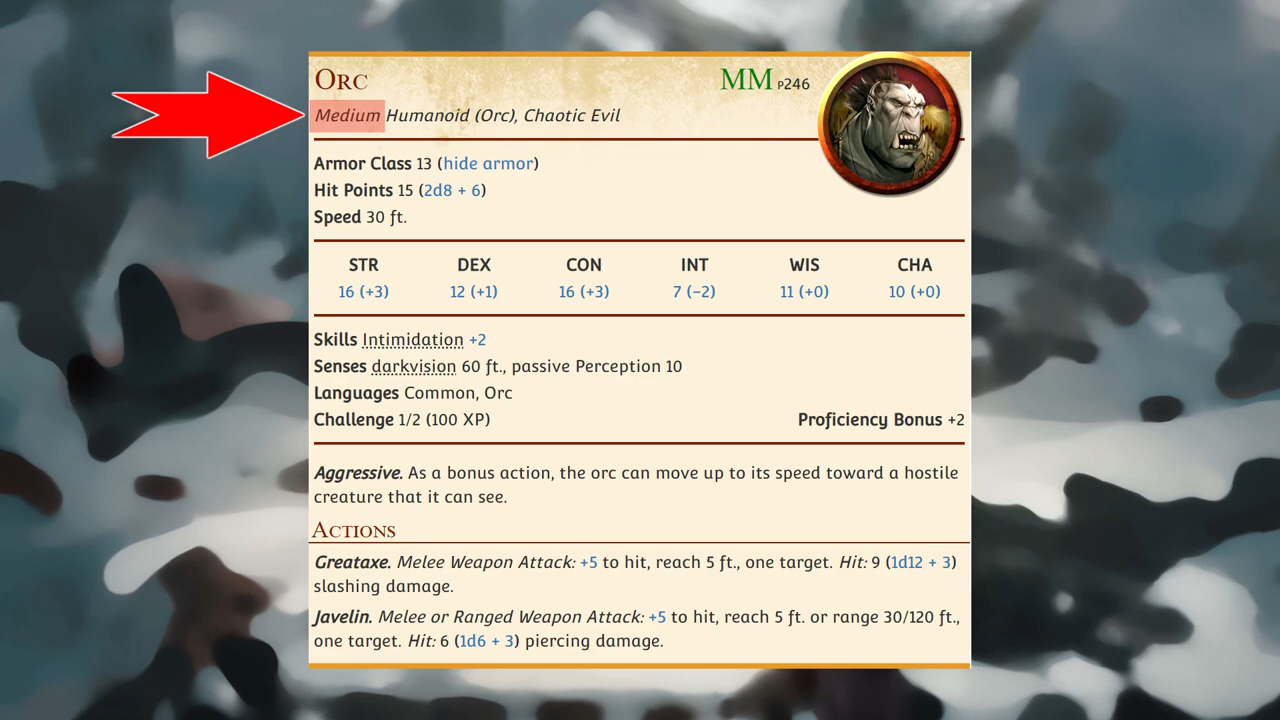 Orc
MM P246
Medium Humanoid (Orc), Chaotic Evil
Armor Class 13 (hide armor)
Hit Points 15 (2d8 + 6)
Speed 30 ft.
STR DEX CON INT WIS CHA
16 (+3) 12 (+1) 16 (+3) 7 (−2) 11 (+0) 10 (+0)
Skills Intimidation +2
Senses darkvision 60 ft., passive Perception 10
Languages Common, Orc
Challenge 1/2 (100 XP) Proficiency Bonus +2
Aggressive. As a bonus action, the orc can move up to its speed toward a hostile
creature that it can see.
Actions
Greataxe. Melee Weapon Attack: +5 to hit, reach 5 ft., one target. Hit: 9 (1d12 + 3)
slashing damage.
Javelin. Melee or Ranged Weapon Attack: +5 to hit, reach 5 ft. or range 30/120 ft.,
one target. Hit: 6 (1d6 + 3) piercing damage.